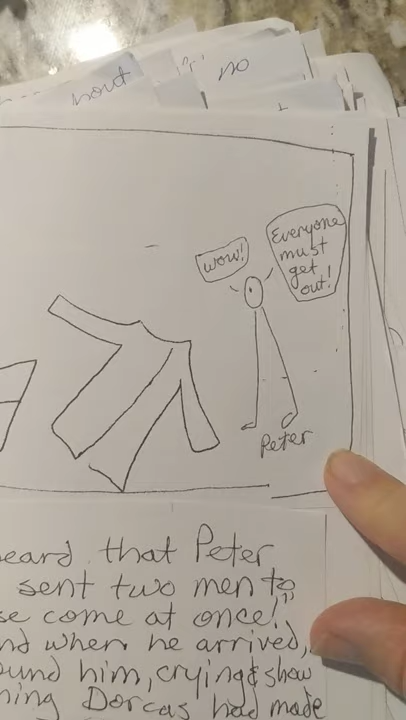 no
wow!
Everyone
must
get
out!
Peter
eard that Peter
sent two men to
se come at once!"
nd when he arrived,
ound him, crying & show
ning Dorcas had made